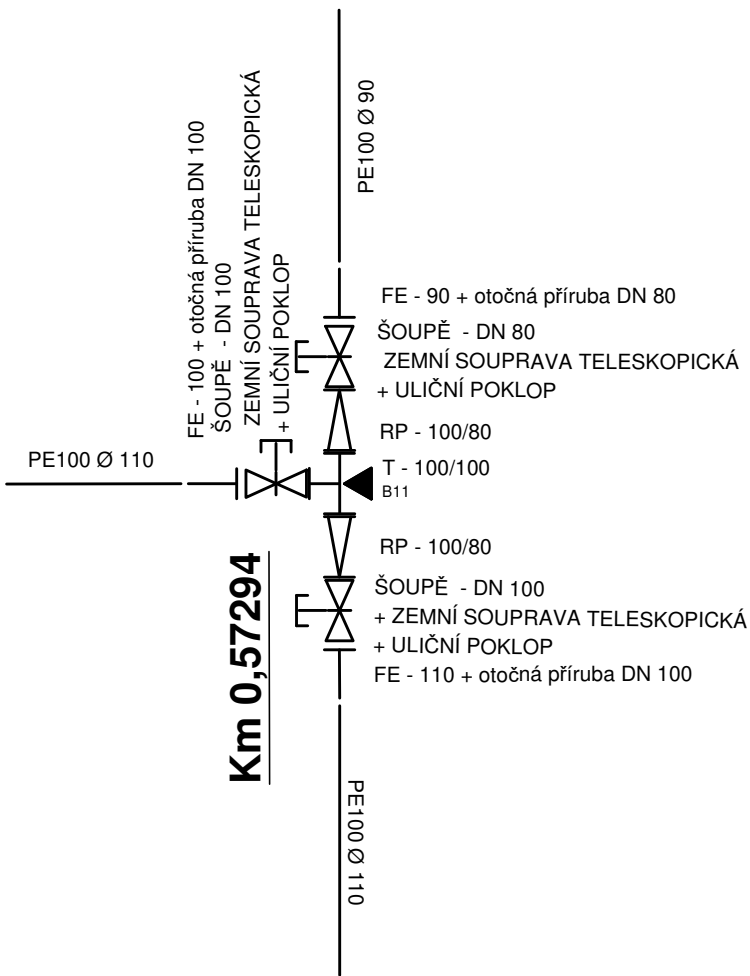 PE100 Ø 90
FE - 100 + otočná příruba DN 100
ŠOUPĚ - DN 100
ZEMNÍ SOUPRAVA TELESKOPICKÁ
+ ULIČNÍ POKLOP
FE - 90 + otočná příruba DN 80
ŠOUPĚ - DN 80
ZEMNÍ SOUPRAVA TELESKOPICKÁ
+ ULIČNÍ POKLOP
RP - 100/80
PE100 Ø 110
T - 100/100
B11
RP - 100/80
Km 0,57294
ŠOUPĚ - DN 100
+ ZEMNÍ SOUPRAVA TELESKOPICKÁ
+ ULIČNÍ POKLOP
FE - 110 + otočná příruba DN 100
PE100 Ø 110